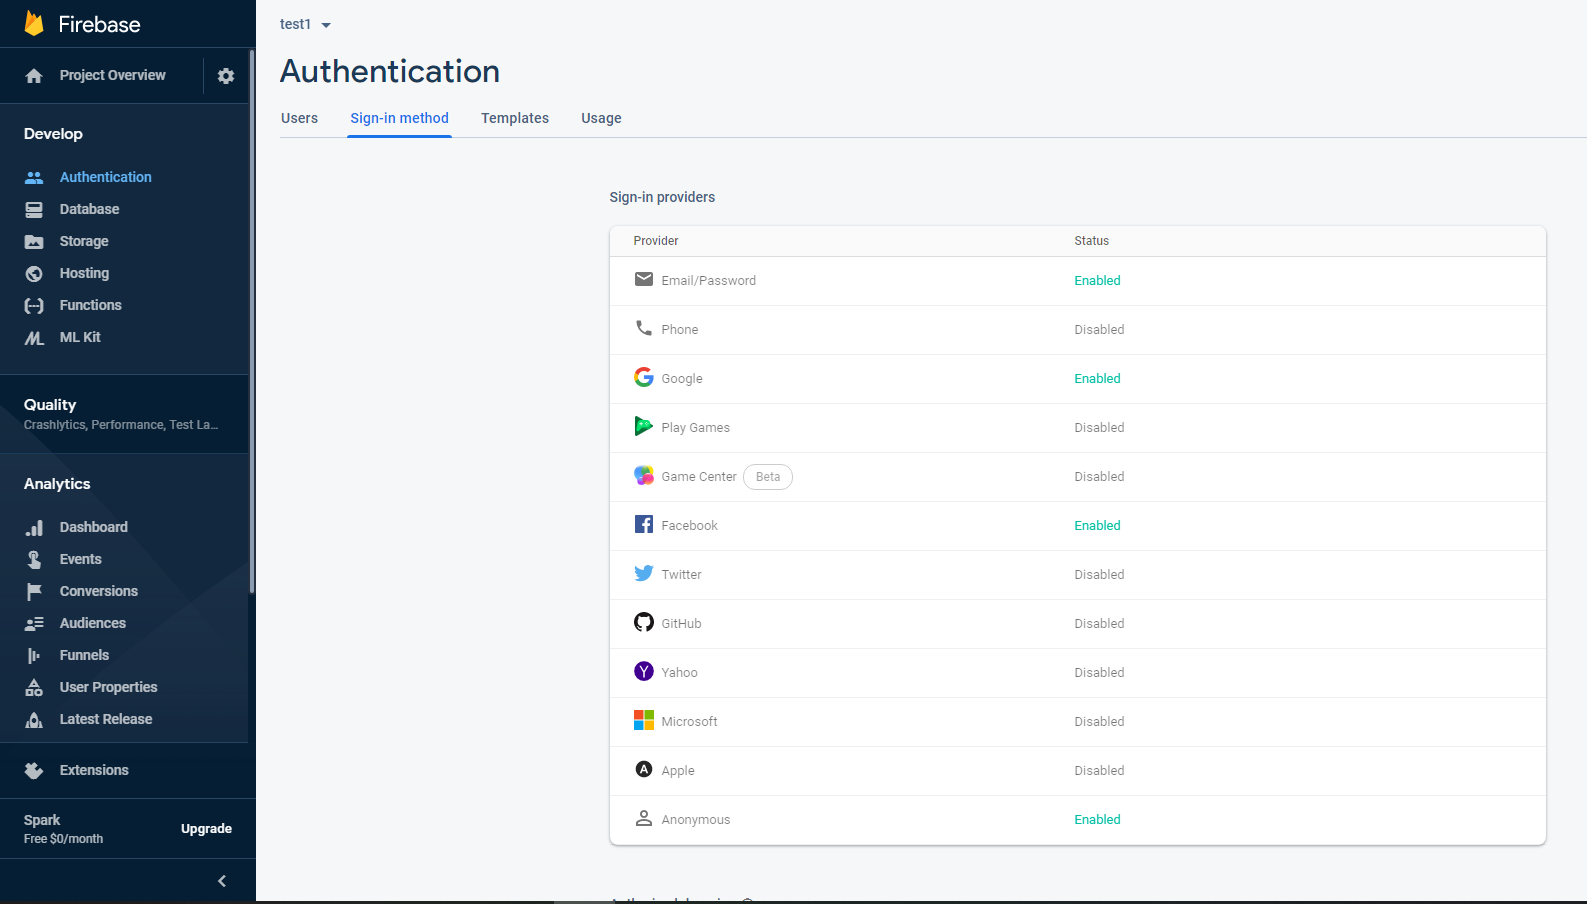 Firebase
Project Overview
Develop
Authentication
Database
Storage
Hosting
Functions
ML Kit
Quality
Crashlytics, Performance, Test La...
Analytics
Dashboard
Events
Conversions
Audiences
Funnels
User Properties
Latest Release
Extensions
Spark
Free $0/month
Upgrade
test1
Authentication
Users Sign-in method Templates Usage
Sign-in providers
Provider Status
Email/Password Enabled
Phone Disabled
Google Enabled
Play Games Disabled
Game Center Beta Disabled
Facebook Enabled
Twitter Disabled
GitHub Disabled
Yahoo Disabled
Microsoft Disabled
Apple Disabled
Anonymous Enabled